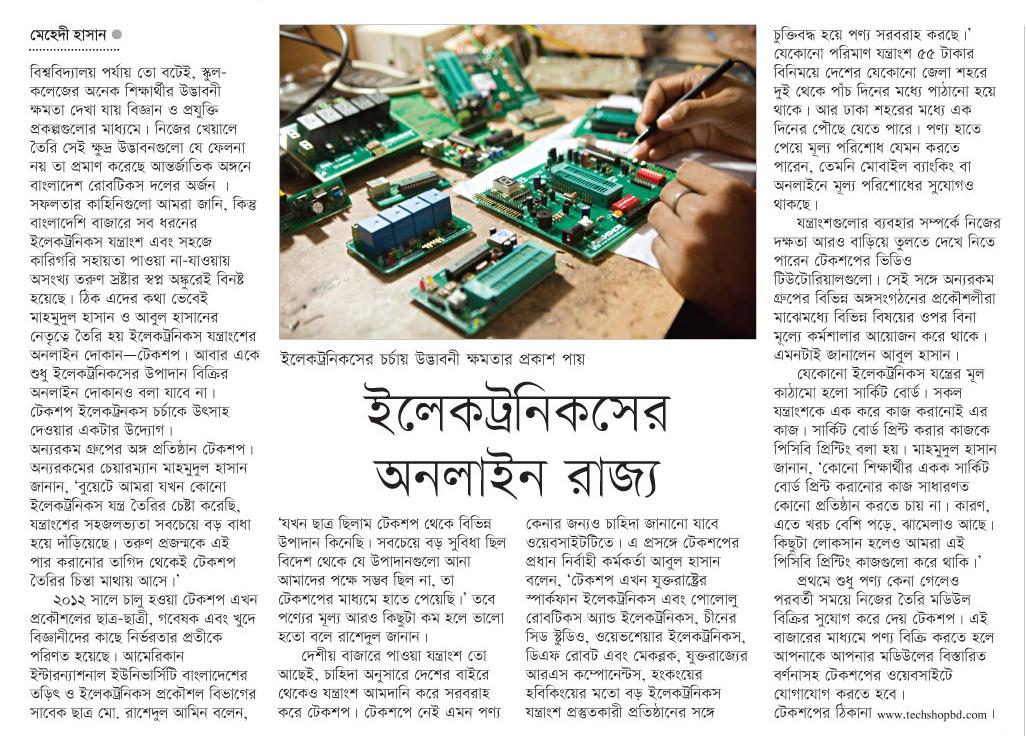 মেহেদী হাসান
বিশ্ববিদ্যালয় পর্যায় তো বটেই, স্কুল-
কলেজের অনেক শিক্ষার্থীর উদ্ভাবনী
ক্ষমতা দেখা যায় বিজ্ঞান ও প্রযুক্তি
প্রকল্পগুলোর মাধ্যমে। নিজের খেয়ালে
তৈরি সেই ক্ষুদ্র উদ্ভাবনগুলো যে ফেলনা
নয় তা প্রমাণ করেছে আন্তর্জাতিক অঙ্গনে
বাংলাদেশ রোবটিকস দলের অর্জন ।
সফলতার কাহিনিগুলো আমরা জানি, কিন্তু
বাংলাদেশি বাজারে সব ধরনের
ইলেকট্রনিকস যন্ত্রাংশ এবং সহজে
কারিগরি সহায়তা পাওয়া না-যাওয়ায়
অসংখ্য তরুণ স্রষ্টার স্বপ্ন অঙ্কুরেই বিনষ্ট
হয়েছে। ঠিক এদের কথা ভেবেই
মাহমুদুল হাসান ও আবুল হাসানের
নেতৃত্বে তৈরি হয় ইলেকট্রনিকস যন্ত্রাংশের
অনলাইন দোকান—টেকশপ। আবার একে
শুধু ইলেকট্রনিকসের উপাদান বিক্রির
অনলাইন দোকানও বলা যাবে না।
টেকশপ ইলেকট্রনকস চর্চাকে উৎসাহ
দেওয়ার একটার উদ্যোগ।
অন্যরকম গ্রুপের অঙ্গ প্রতিষ্ঠান টেকশপ।
অন্যরকমের চেয়ারম্যান মাহমুদুল হাসান
জানান, ‘বুয়েটে আমরা যখন কোনো
ইলেকট্রনিকস যন্ত্র তৈরির চেষ্টা করেছি,
যন্ত্রাংশের সহজলভ্যতা সবচেয়ে বড় বাধা
হয়ে দাঁড়িয়েছে। তরুণ প্রজন্মকে এই
পার করানোর তাগিদ থেকেই টেকশপ
তৈরির চিন্তা মাথায় আসে।’
২০১২ সালে চালু হওয়া টেকশপ এখন
প্রকৌশলের ছাত্র-ছাত্রী, গবেষক এবং খুদে
বিজ্ঞানীদের কাছে নির্ভরতার প্রতীকে
পরিণত হয়েছে। আমেরিকান
ইন্টারন্যাশনাল ইউনিভার্সিটি বাংলাদেশের
তড়িৎ ও ইলেকট্রনিকস প্রকৌশল বিভাগের
সাবেক ছাত্র মো. রাশেদুল আমিন বলেন,
ইলেকট্রনিকসের চর্চায় উদ্ভাবনী ক্ষমতার প্রকাশ পায়
ইলেকট্রনিকসের
অনলাইন রাজ্য
‘যখন ছাত্র ছিলাম টেকশপ থেকে বিভিন্ন
উপাদান কিনেছি। সবচেয়ে বড় সুবিধা ছিল
বিদেশ থেকে যে উপাদানগুলো আনা
আমাদের পক্ষে সম্ভব ছিল না, তা
টেকশপের মাধ্যমে হাতে পেয়েছি।’ তবে
পণ্যের মূল্য আরও কিছুটা কম হলে ভালো
হতো বলে রাশেদুল জানান।
দেশীয় বাজারে পাওয়া যন্ত্রাংশ তো
আছেই, চাহিদা অনুসারে দেশের বাইরে
থেকেও যন্ত্রাংশ আমদানি করে সরবরাহ
করে টেকশপ। টেকশপে নেই এমন পণ্য
কেনার জন্যও চাহিদা জানানো যাবে
ওয়েবসাইটটিতে। এ প্রসঙ্গে টেকশপের
প্রধান নির্বাহী কর্মকর্তা আবুল হাসান
বলেন, ‘টেকশপ এখন যুক্তরাষ্ট্রের
স্পার্কফান ইলেকট্রনিকস এবং পোলোলু
রোবটিকস অ্যান্ড ইলেকট্রনিকস, চীনের
সিড স্টুডিও, ওয়েভশেয়ার ইলেকট্রনিকস,
ডিএফ রোবট এবং মেকব্লক, যুক্তরাজ্যের
আরএস কম্পোনেন্টস, হংকংয়ের
হবিকিংয়ের মতো বড় ইলেকট্রনিকস
যন্ত্রাংশ প্রস্তুতকারী প্রতিষ্ঠানের সঙ্গে
চুক্তিবদ্ধ হয়ে পণ্য সরবরাহ করছে।’
যেকোনো পরিমাণ যন্ত্রাংশ ৫৫ টাকার
বিনিময়ে দেশের যেকোনো জেলা শহরে
দুই থেকে পাঁচ দিনের মধ্যে পাঠানো হয়ে
থাকে। আর ঢাকা শহরের মধ্যে এক
দিনের পৌছে যেতে পারে। পণ্য হাতে
পেয়ে মূল্য পরিশোধ যেমন করতে
পারেন, তেমনি মোবাইল ব্যাংকিং বা
অনলাইনে মূল্য পরিশোধের সুযোগও
থাকছে।
যন্ত্রাংশগুলোর ব্যবহার সম্পর্কে নিজের
দক্ষতা আরও বাড়িয়ে তুলতে দেখে নিতে
পারেন টেকশপের ভিডিও
টিউটোরিয়ালগুলো। সেই সঙ্গে অন্যরকম
গ্রুপের বিভিন্ন অঙ্গসংগঠনের প্রকৌশলীরা
মাঝেমধ্যে বিভিন্ন বিষয়ের ওপর বিনা
মূল্যে কর্মশালার আয়োজন করে থাকে।
এমনটাই জানালেন আবুল হাসান।
যেকোনো ইলেকট্রনিকস যন্ত্রের মূল
কাঠামো হলো সার্কিট বোর্ড। সকল
যন্ত্রাংশকে এক করে কাজ করানোই এর
কাজ। সার্কিট বোর্ড প্রিন্ট করার কাজকে
পিসিবি প্রিন্টিং বলা হয়। মাহমুদুল হাসান
জানান, ‘কোনো শিক্ষার্থীর একক সার্কিট
বোর্ড প্রিন্ট করানোর কাজ সাধারণত
কোনো প্রতিষ্ঠান করতে চায় না। কারণ,
এতে খরচ বেশি পড়ে, ঝামেলাও আছে।
কিছুটা লোকসান হলেও আমরা এই
পিসিবি প্রিন্টিং কাজগুলো করে থাকি।’
প্রথমে শুধু পণ্য কেনা গেলেও
পরবর্তী সময়ে নিজের তৈরি মডিউল
বিক্রির সুযোগ করে দেয় টেকশপ। এই
বাজারের মাধ্যমে পণ্য বিক্রি করতে হলে
আপনাকে আপনার মডিউলের বিস্তারিত
বর্ণনাসহ টেকশপের ওয়েবসাইটে
যোগাযোগ করতে হবে।
টেকশপের ঠিকানা www.techshopbd.com ।